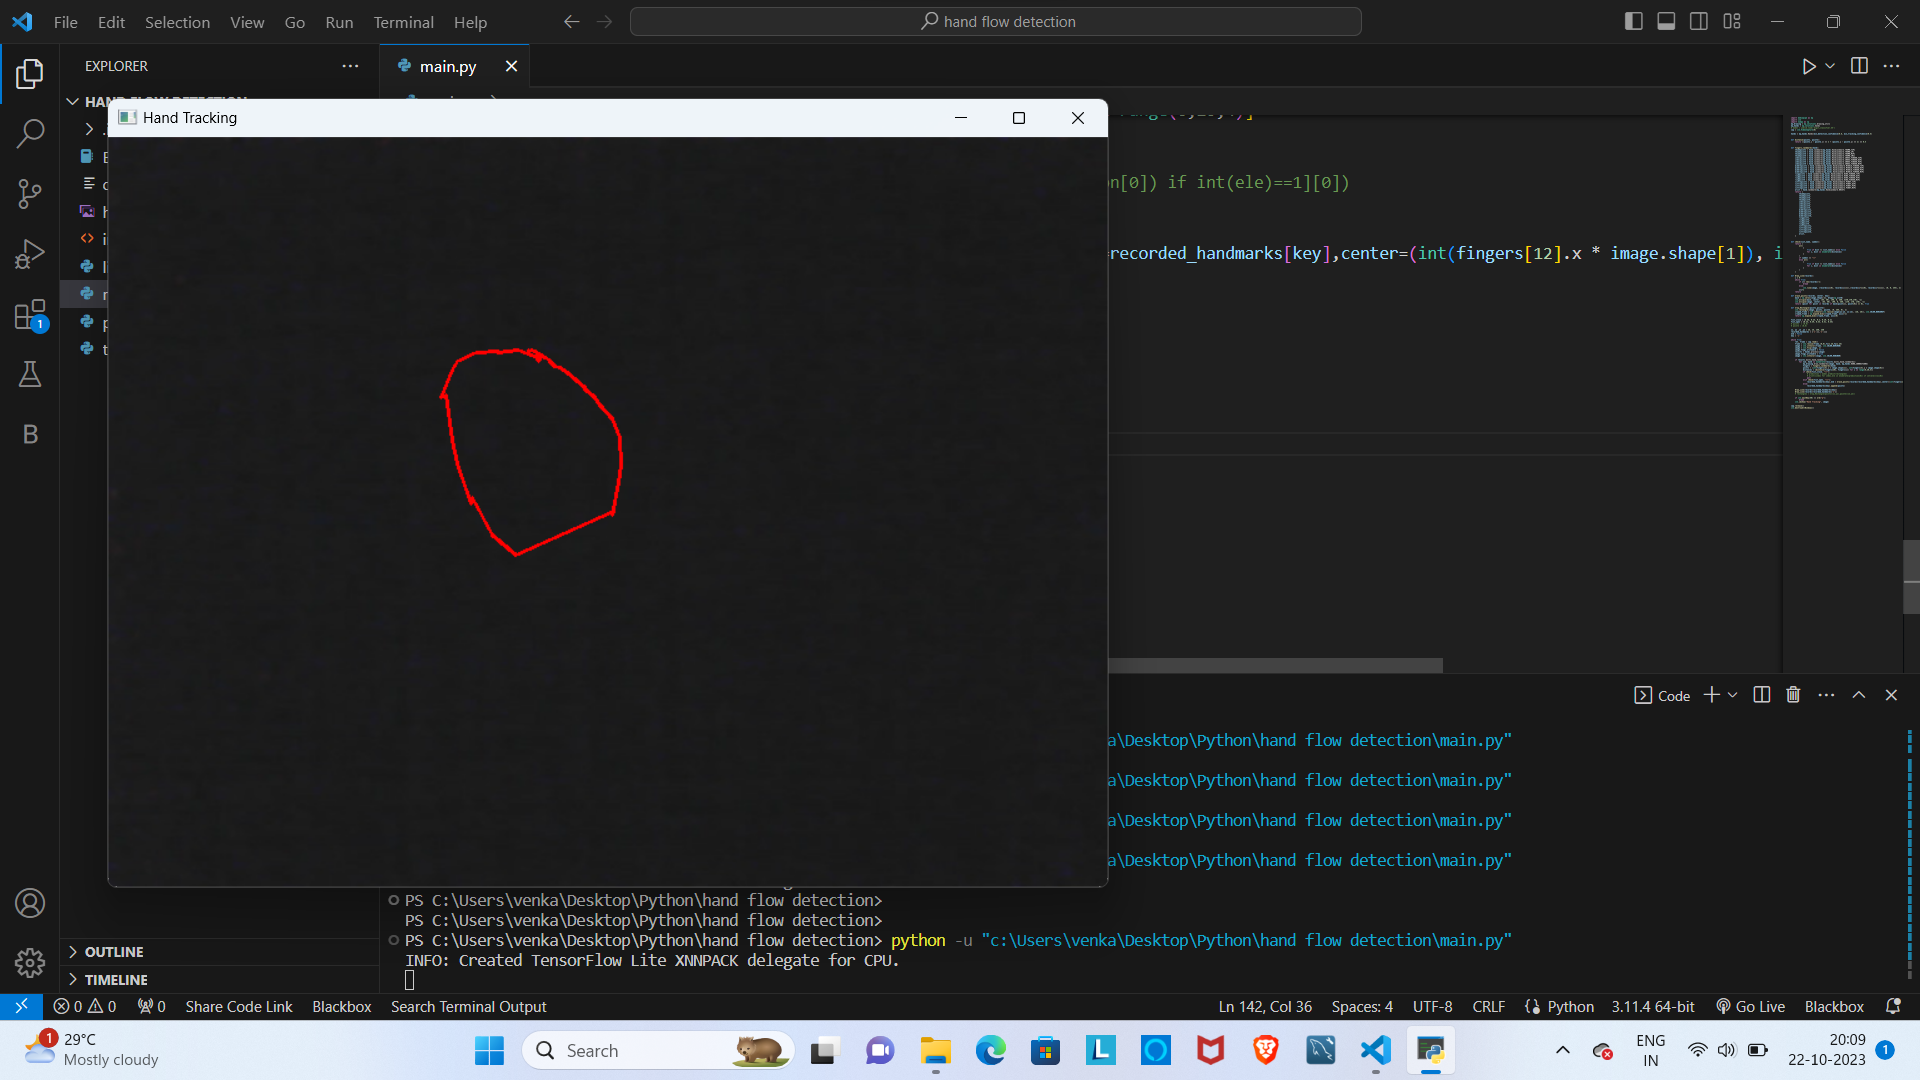 File Edit Selection View Go Run Terminal Help
hand flow detection
EXPLORER
main.py
Hand Tracking
n[0]) if int(ele)==1][0])
=recorded_handmarks[key],center=(int(fingers[12].x * image.shape[1]), i
1
B
Code
a\Desktop\Python\hand flow detection\main.py"
a\Desktop\Python\hand flow detection\main.py"
a\Desktop\Python\hand flow detection\main.py"
a\Desktop\Python\hand flow detection\main.py"
PS C:\Users\venka\Desktop\Python\hand flow detection>
PS C:\Users\venka\Desktop\Python\hand flow detection>
PS C:\Users\venka\Desktop\Python\hand flow detection> python -u "c:\Users\venka\Desktop\Python\hand flow detection\main.py"
INFO: Created TensorFlow Lite XNNPACK delegate for CPU.
OUTLINE
TIMELINE
0 0 0 Share Code Link Blackbox Search Terminal Output Ln 142, Col 36 Spaces: 4 UTF-8 CRLF Python 3.11.4 64-bit Go Live Blackbox
1
29°C
Mostly cloudy
Search
L
ENG
IN
20:09
22-10-2023
1